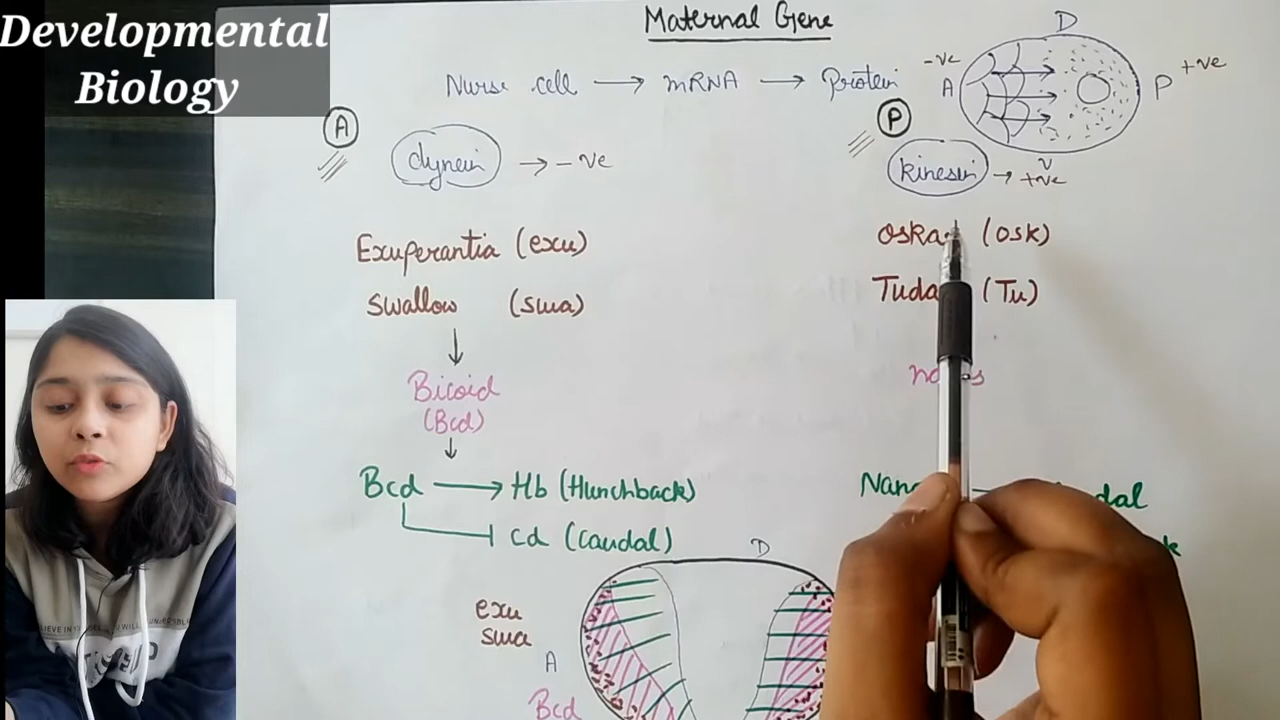 Developmental
Biology
Maternal Gene
Nurse cell → mRNA → Protein
D
-ve
A
P
+ve
A
dynein → -ve
P
kinesin → +ve
Exuperantia (exu)
Swallow (swa)
Bicoid
(Bcd)
Bcd → Hb (Hunchback)
Cd (Caudal)
(osk)
(Tu)
D
exu
swa
A
Bcd